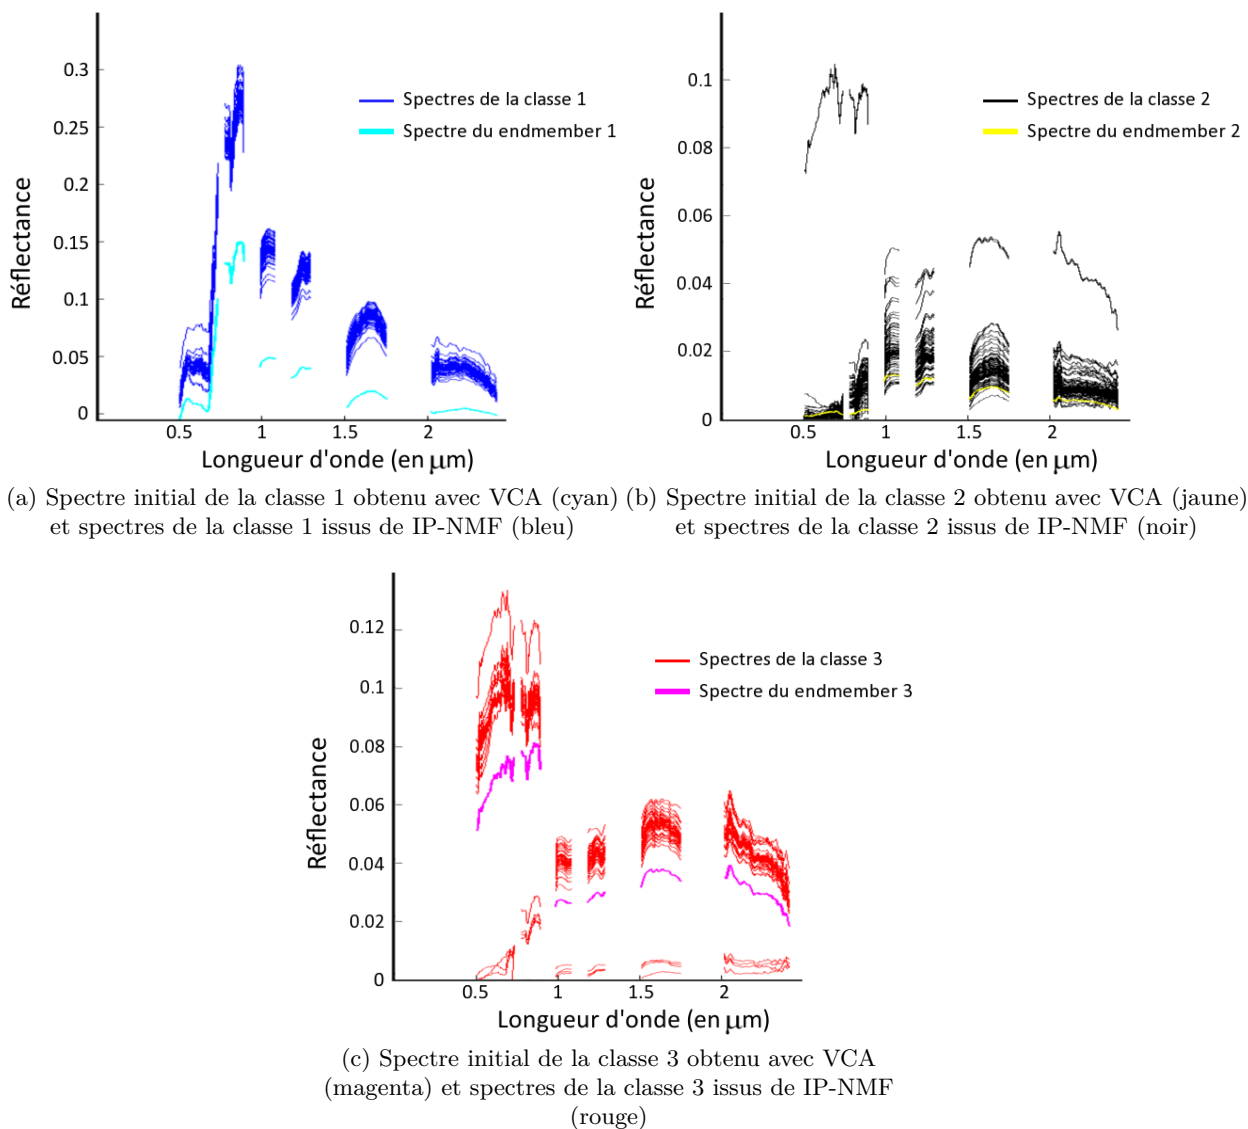 0.3
0.25
0.2
0.15
0.1
0.05
0
Réflectance
Spectres de la classe 1
Spectre du endmember 1
0.5
1
1.5
2
Longueur d'onde (en µm)
(a) Spectre initial de la classe 1 obtenu avec VCA (cyan)
et spectres de la classe 1 issus de IP-NMF (bleu)
0.1
0.08
0.06
0.04
0.02
0
Réflectance
Spectres de la classe 2
Spectre du endmember 2
0.5
1
1.5
2
Longueur d'onde (en µm)
(b) Spectre initial de la classe 2 obtenu avec VCA (jaune)
et spectres de la classe 2 issus de IP-NMF (noir)
0.12
0.1
0.08
0.06
0.04
0.02
0
Réflectance
Spectres de la classe 3
Spectre du endmember 3
0.5
1
1.5
2
Longueur d'onde (en µm)
(c) Spectre initial de la classe 3 obtenu avec VCA
(magenta) et spectres de la classe 3 issus de IP-NMF
(rouge)